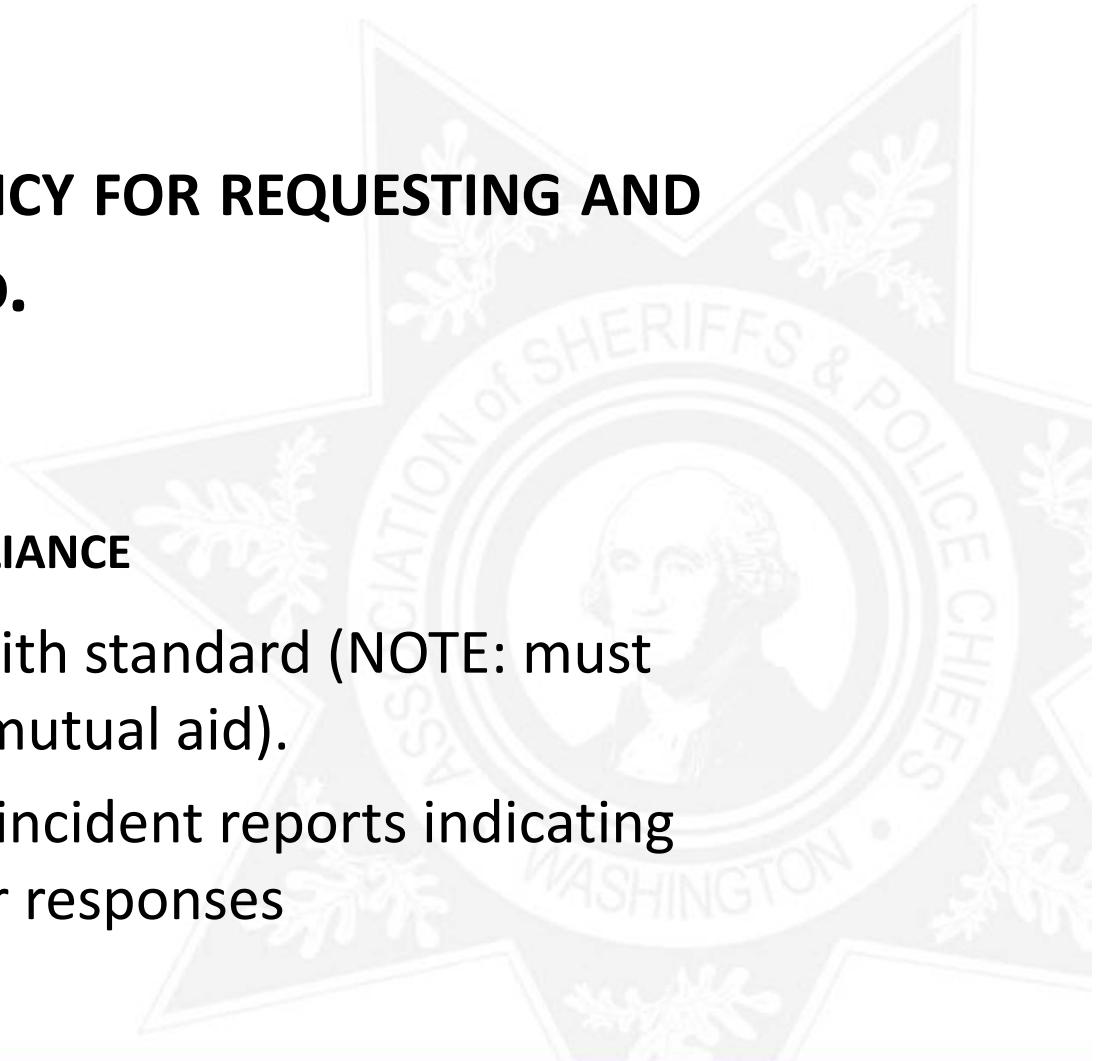 ICY FOR REQUESTING AND
.
LIANCE
ith standard (NOTE: must
mutual aid).
incident reports indicating
r responses
ASSOCIATION of SHERIFFS & POLICE CHIEFS
WASHINGTON